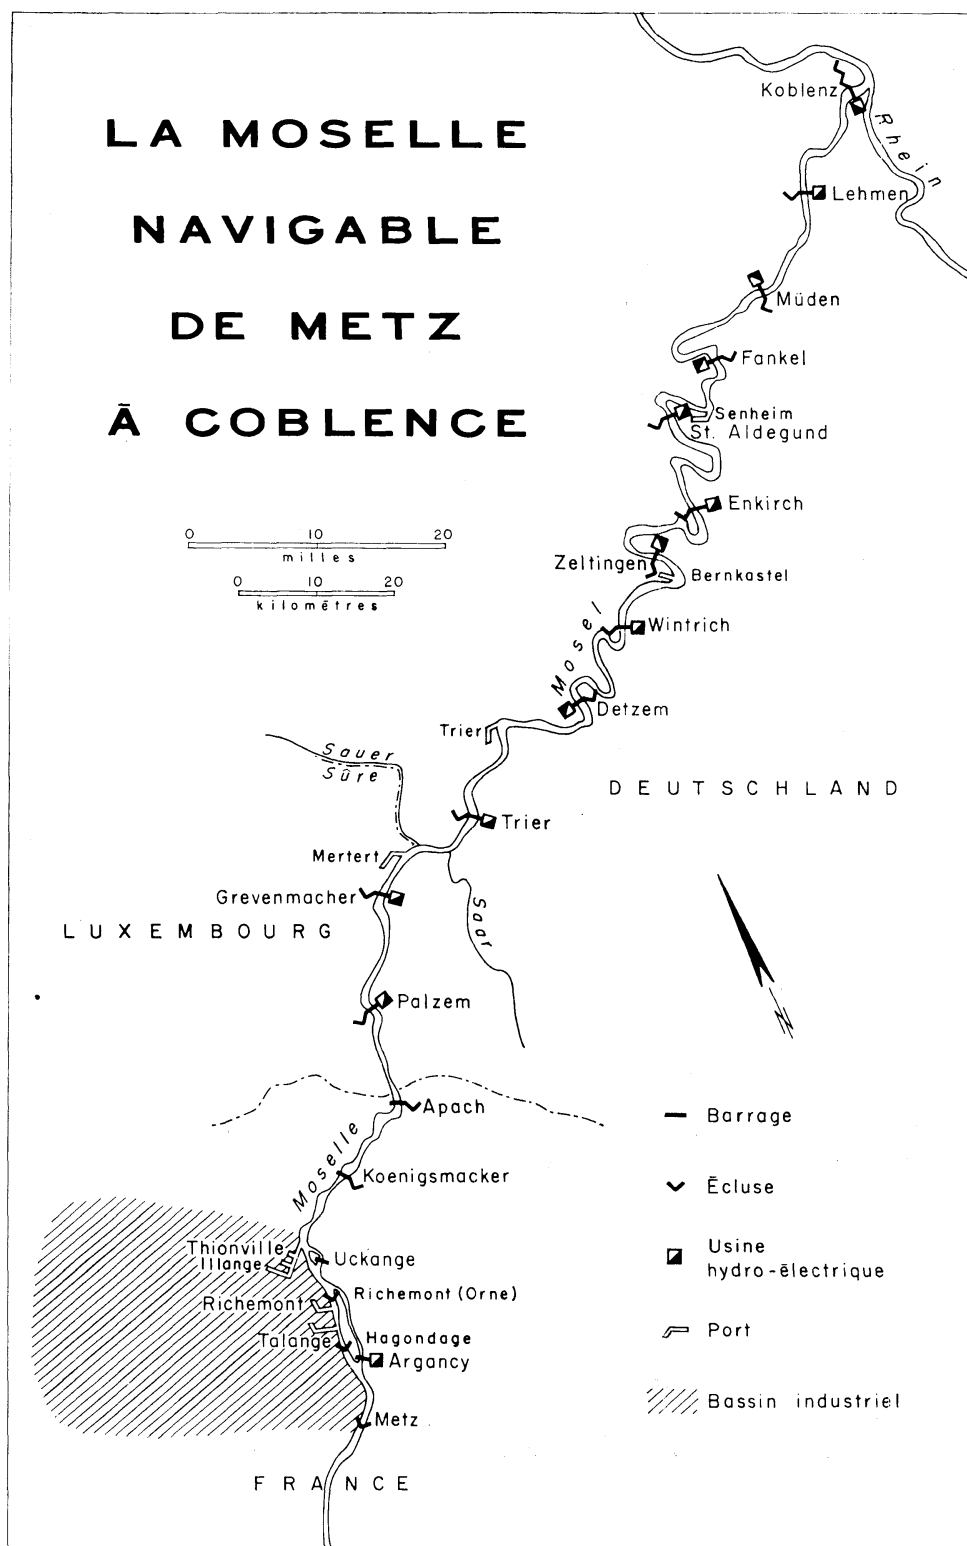 LA MOSELLE
NAVIGABLE
DE METZ
Ā COBLENCE
0 10 20
milles
0 10 20
kilomētres
Koblenz
Rhein
Lehmen
Müden
Fankel
Senheim
St. Aldegund
Enkirch
Zeltingen
Bernkastel
Mosel
Wintrich
Detzem
Trier
Sauer
Sûre
DEUTSCHLAND
Trier
Mertert
Grevenmacher
Saar
LUXEMBOURG
Palzem
N
Apach
Barrage
Moselle
Koenigsmacker
Ēcluse
Thionville
Illange
Uckange
Usine
hydro-ēlectrique
Richemont
Richemont (Orne)
Port
Talange
Hagondage
Argancy
Bassin industriel
Metz
FRANCE